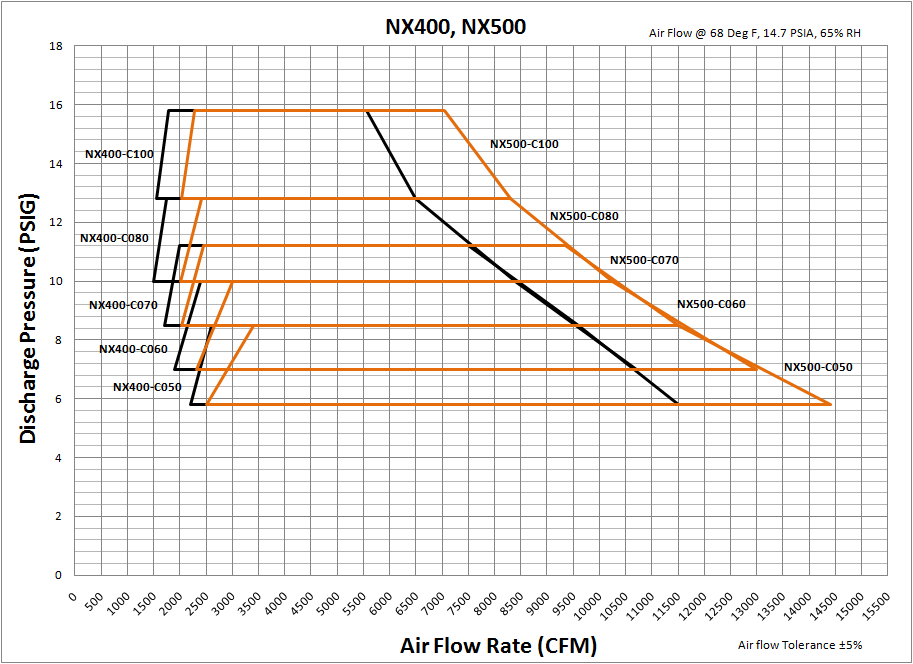 NX400, NX500
Air Flow @ 68 Deg F, 14.7 PSIA, 65% RH
18
16
14
12
10
8
6
4
2
0
Discharge Pressure (PSIG)
NX400-C100
NX400-C080
NX400-C070
NX400-C060
NX400-C050
NX500-C100
NX500-C080
NX500-C070
NX500-C060
NX500-C050
0 500 1000 1500 2000 2500 3000 3500 4000 4500 5000 5500 6000 6500 7000 7500 8000 8500 9000 9500 10000 10500 11000 11500 12000 12500 13000 13500 14000 14500 15000 15500
Air Flow Rate (CFM)
Air flow Tolerance ±5%